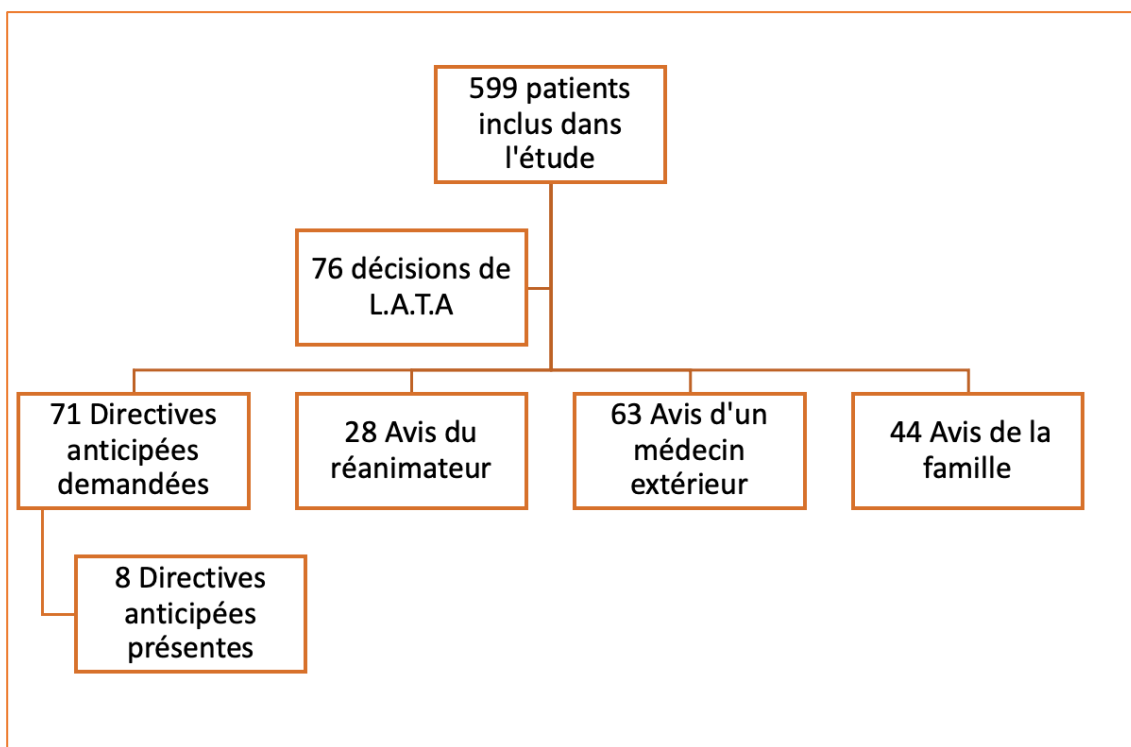 599 patients
inclus dans
l'étude
76 décisions de
L.A.T.A
71 Directives
anticipées
demandées
28 Avis du
réanimateur
63 Avis d'un
médecin
extérieur
44 Avis de la
famille
8 Directives
anticipées
présentes